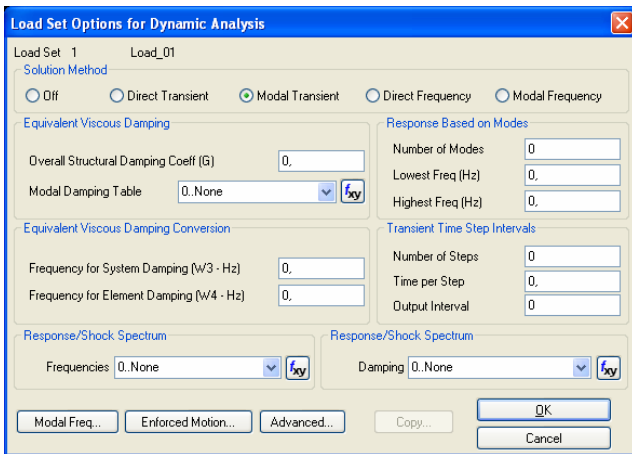 Load Set Options for Dynamic Analysis
Load Set 1 Load_01
Solution Method
Off Direct Transient Modal Transient Direct Frequency Modal Frequency
Equivalent Viscous Damping
Overall Structural Damping Coeff (G) 0,
Modal Damping Table 0..None fxy
Response Based on Modes
Number of Modes 0
Lowest Freq (Hz) 0,
Highest Freq (Hz) 0,
Equivalent Viscous Damping Conversion
Frequency for System Damping (W3 - Hz) 0,
Frequency for Element Damping (W4 - Hz) 0,
Transient Time Step Intervals
Number of Steps 0
Time per Step 0,
Output Interval 0
Response/Shock Spectrum
Frequencies 0..None fxy
Response/Shock Spectrum
Damping 0..None fxy
Modal Freq... Enforced Motion... Advanced... Copy... OK
Cancel